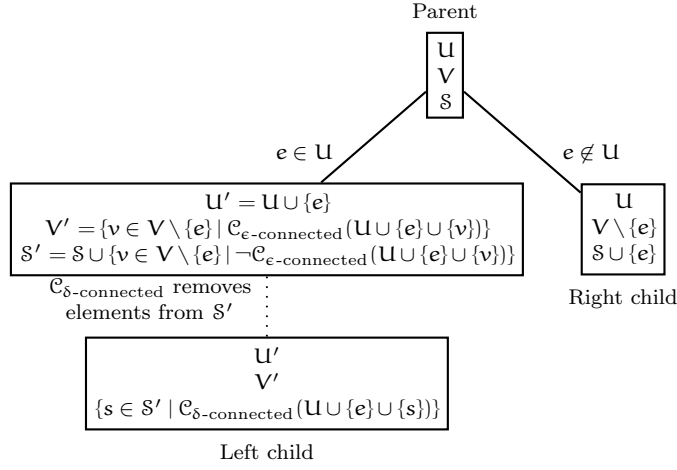 Parent
U
V
S
e ∈ U
e ∉ U
U′ = U ∪ {e}
V′ = {v ∈ V \ {e} | C_ϵ-connected(U ∪ {e} ∪ {v})}
S′ = S ∪ {v ∈ V \ {e} | ¬C_ϵ-connected(U ∪ {e} ∪ {v})}
U
V \ {e}
S ∪ {e}
Right child
C_δ-connected removes
elements from S′
U′
V′
{s ∈ S′ | C_δ-connected(U ∪ {e} ∪ {s})}
Left child